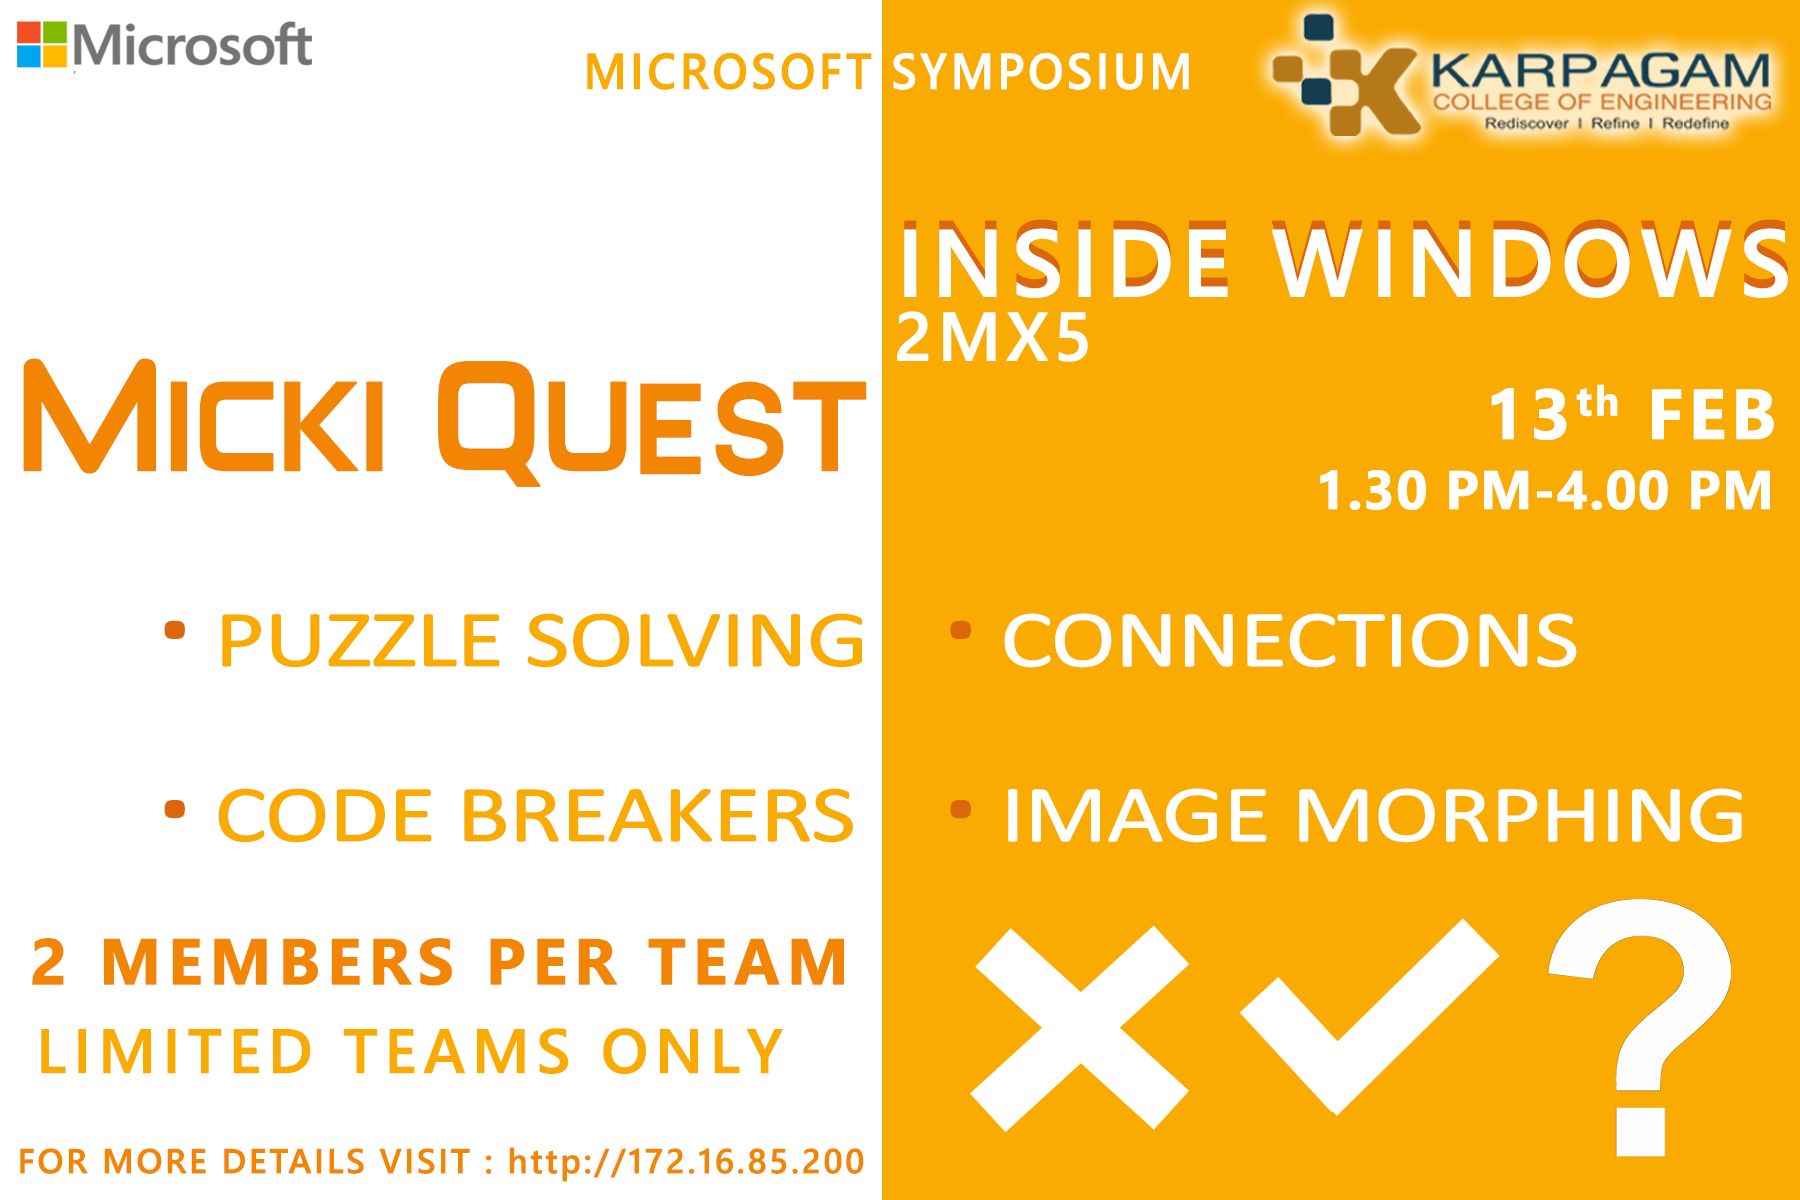 Microsoft
MICROSOFT SYMPOSIUM
KARPAGAM
COLLEGE OF ENGINEERING
Rediscover I Refine I Redefine
INSIDE WINDOWS
2MX5
MICKI QUEST
13th FEB
1.30 PM-4.00 PM
• PUZZLE SOLVING
• CONNECTIONS
• CODE BREAKERS
• IMAGE MORPHING
2 MEMBERS PER TEAM
LIMITED TEAMS ONLY
?
FOR MORE DETAILS VISIT : http://172.16.85.200